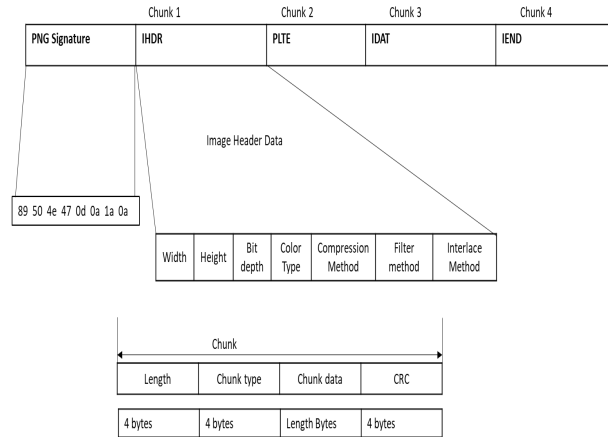 Chunk 1 Chunk 2 Chunk 3 Chunk 4
PNG Signature IHDR PLTE IDAT IEND
Image Header Data
89 50 4e 47 0d 0a 1a 0a
Width Height Bit depth Color Type Compression Method Filter method Interlace Method
Chunk
Length Chunk type Chunk data CRC
4 bytes 4 bytes Length Bytes 4 bytes